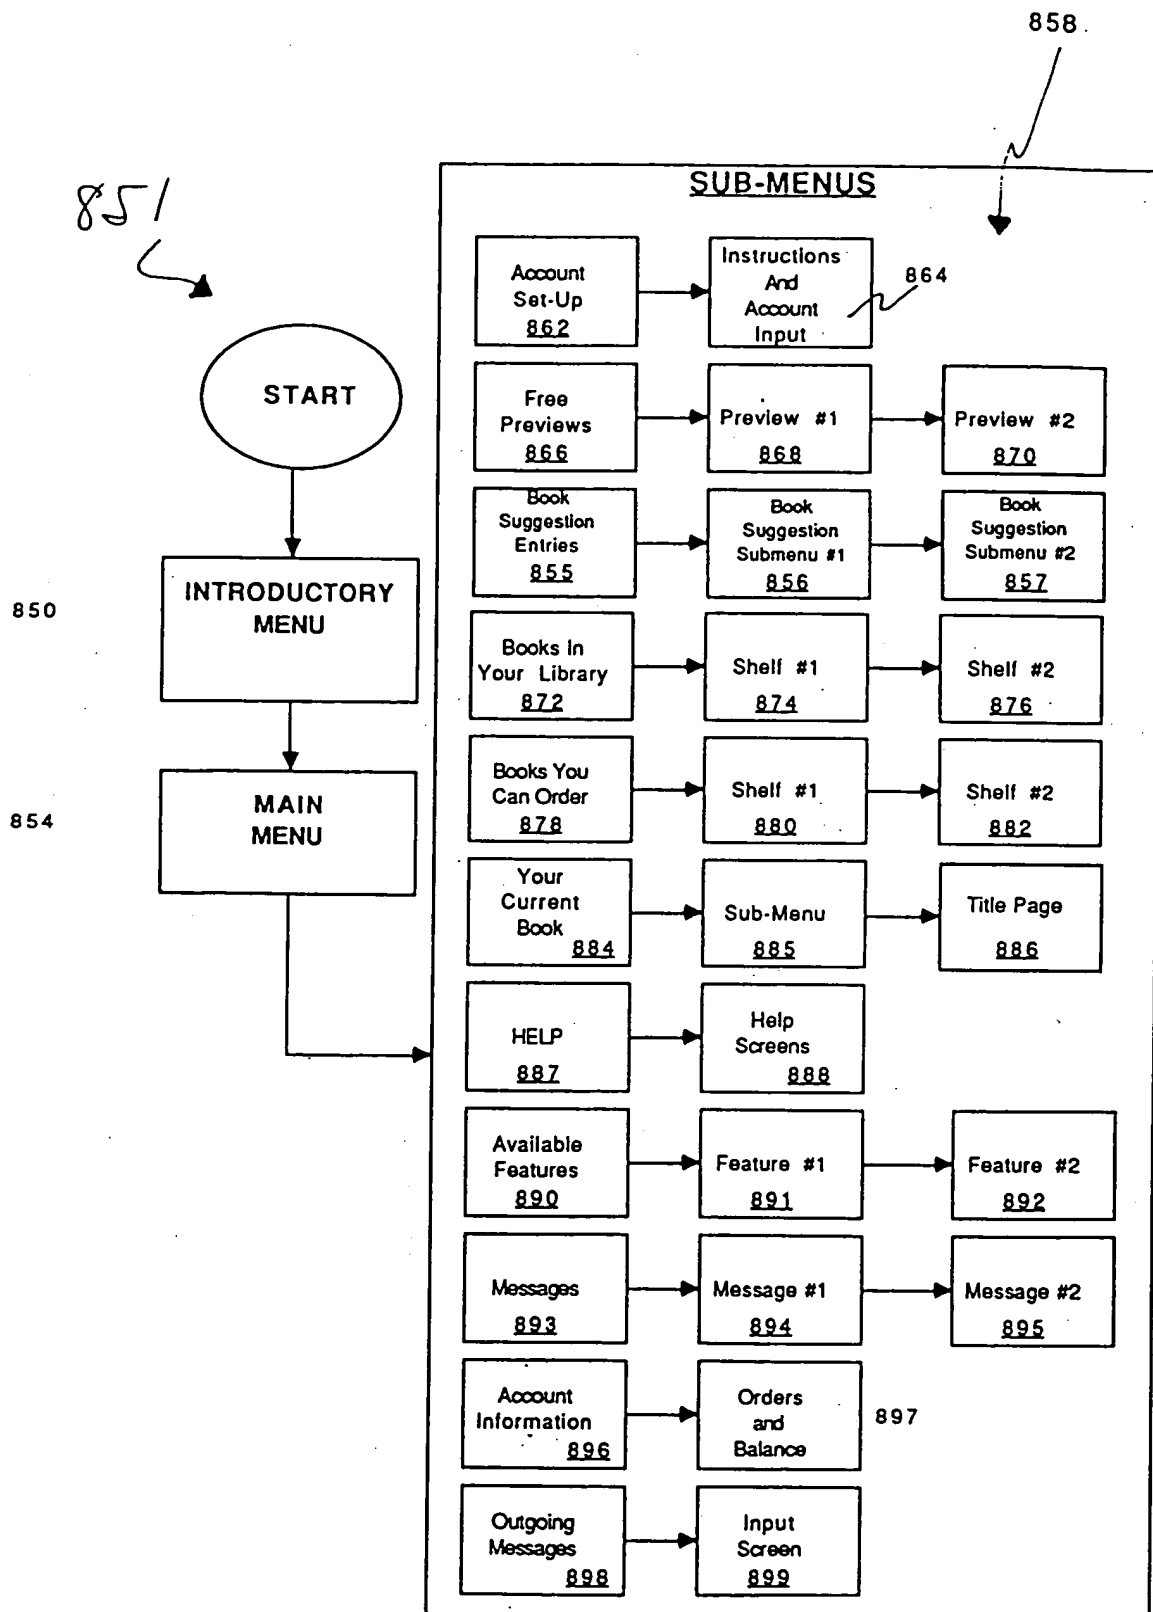 858
851
SUB-MENUS
START
INTRODUCTORY
MENU
850
MAIN
MENU
854
Account
Set-Up
862
Instructions
And
Account
Input
864
Free
Previews
866
Preview #1
868
Preview #2
870
Book
Suggestion
Entries
855
Book
Suggestion
Submenu #1
856
Book
Suggestion
Submenu #2
857
Books In
Your Library
872
Shelf #1
874
Shelf #2
876
Books You
Can Order
878
Shelf #1
880
Shelf #2
882
Your
Current
Book
884
Sub-Menu
885
Title Page
886
HELP
887
Help
Screens
888
Available
Features
890
Feature #1
891
Feature #2
892
Messages
893
Message #1
894
Message #2
895
Account
Information
896
Orders
and
Balance
897
Outgoing
Messages
898
Input
Screen
899